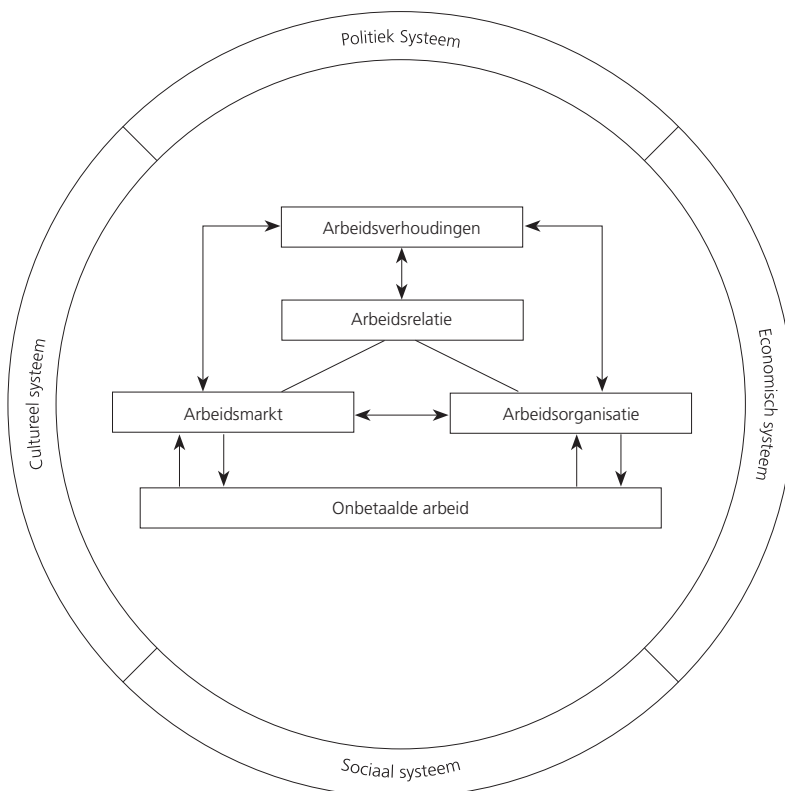 Politiek Systeem
Arbeidsverhoudingen
Arbeidsrelatie
Cultureel systeem
Economisch systeem
Arbeidsmarkt
Arbeidsorganisatie
Onbetaalde arbeid
Sociaal systeem